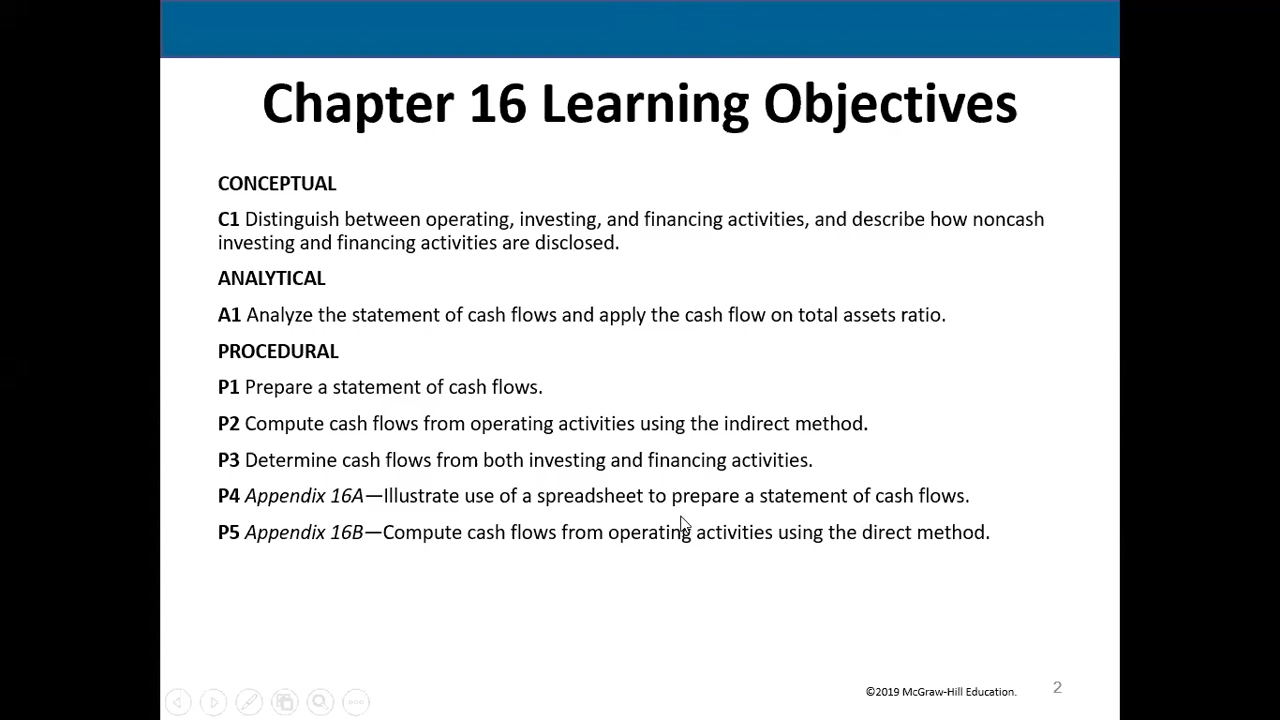 Chapter 16 Learning Objectives
CONCEPTUAL
C1 Distinguish between operating, investing, and financing activities, and describe how noncash
investing and financing activities are disclosed.
ANALYTICAL
A1 Analyze the statement of cash flows and apply the cash flow on total assets ratio.
PROCEDURAL
P1 Prepare a statement of cash flows.
P2 Compute cash flows from operating activities using the indirect method.
P3 Determine cash flows from both investing and financing activities.
P4 Appendix 16A—Illustrate use of a spreadsheet to prepare a statement of cash flows.
P5 Appendix 16B—Compute cash flows from operating activities using the direct method.
©2019 McGraw-Hill Education.
2